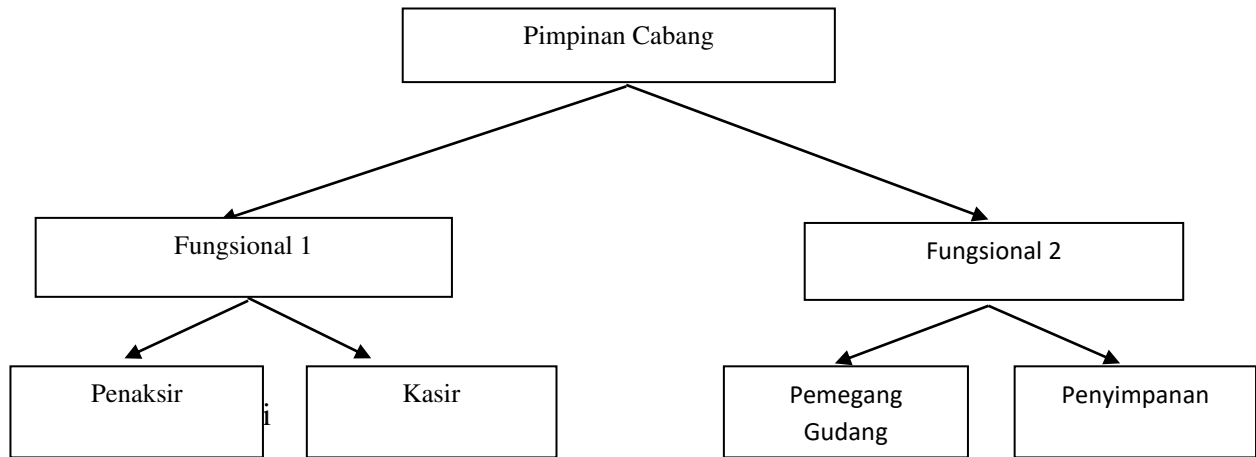 Pimpinan Cabang
Fungsional 1
Fungsional 2
Penaksir
Kasir
Pemegang
Gudang
Penyimpanan
i